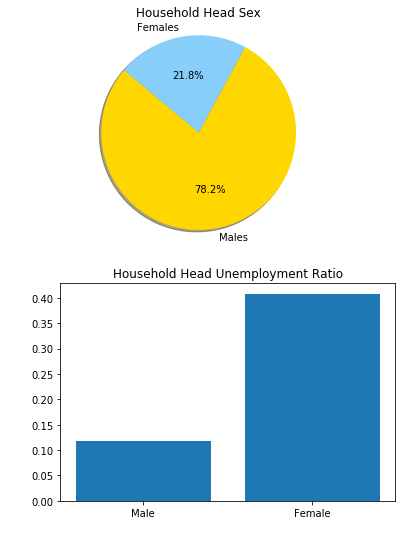 Household Head Sex
Females
21.8%
78.2%
Males
Household Head Unemployment Ratio
0.40
0.35
0.30
0.25
0.20
0.15
0.10
0.05
0.00
Male Female